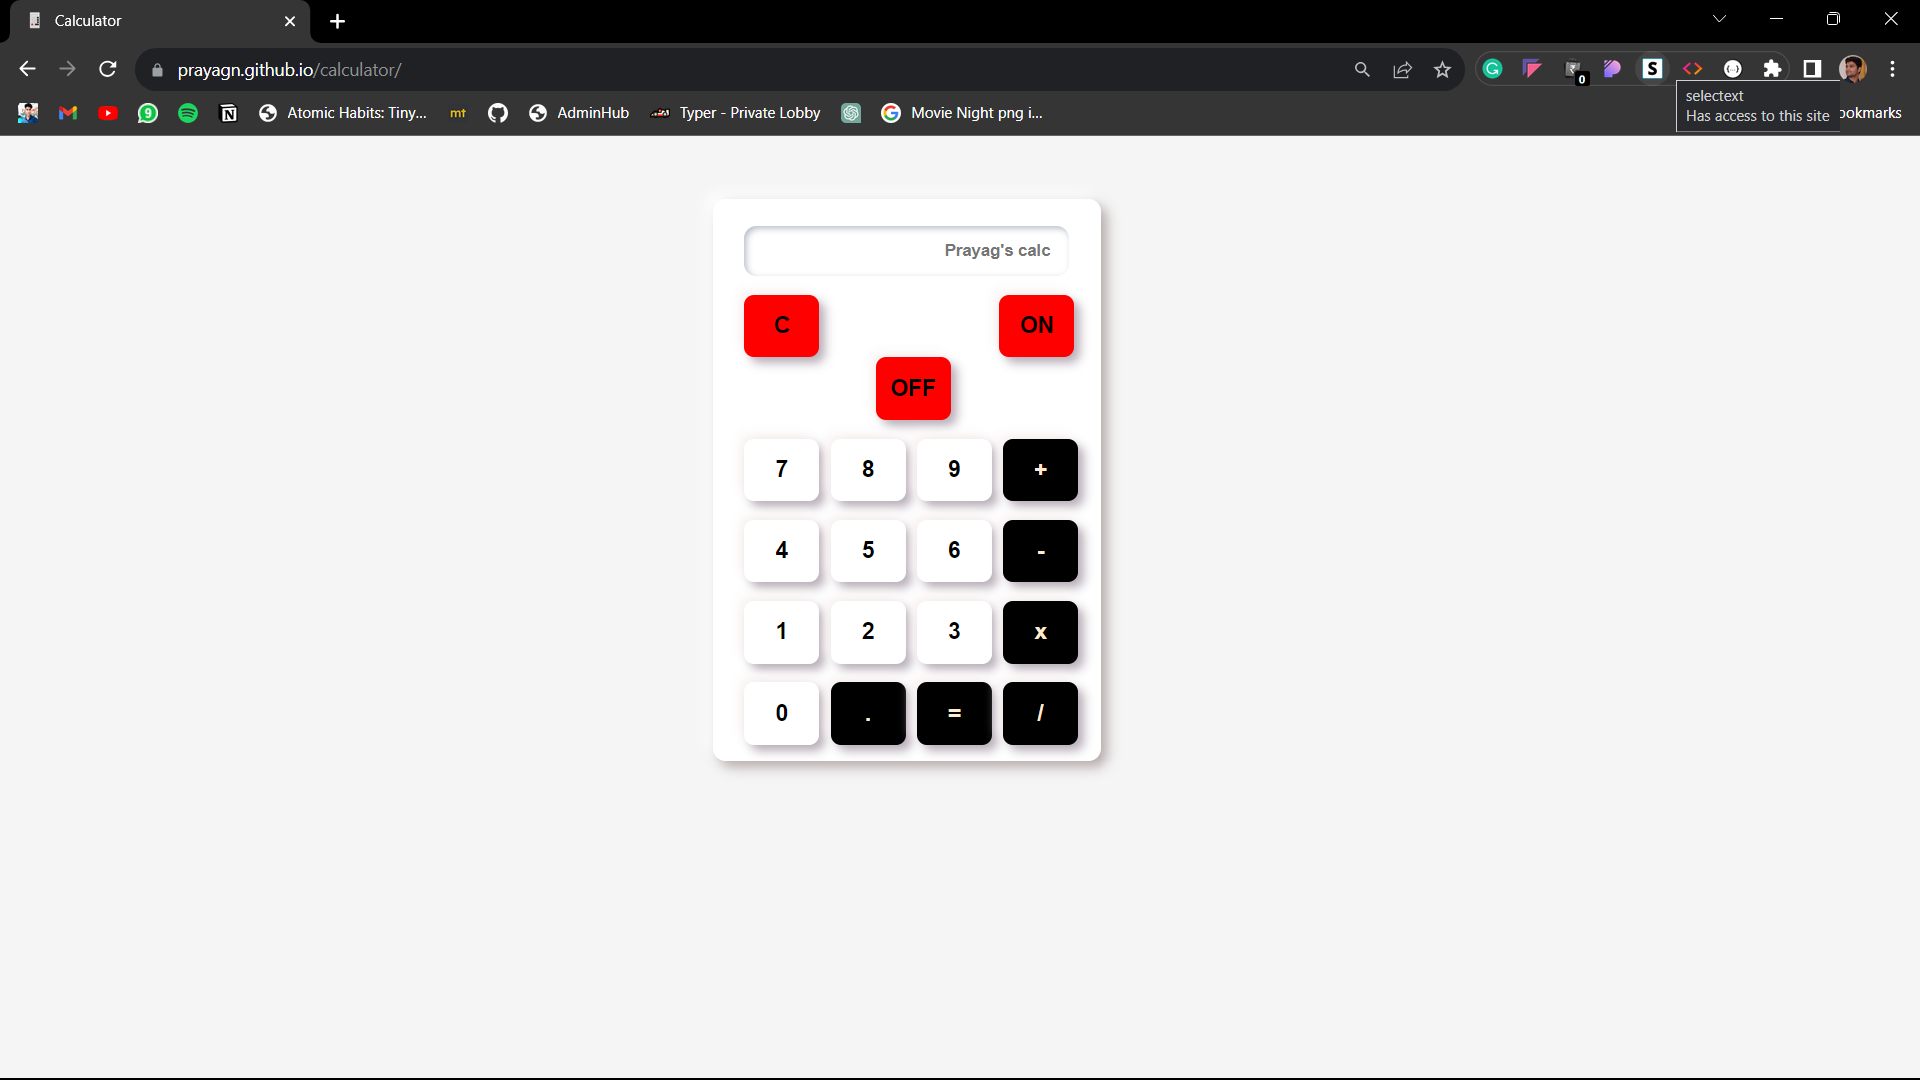 Calculator
prayagn.github.io/calculator/
0
selectext
Has access to this site
9
Atomic Habits: Tiny...
mt
AdminHub
Typer - Private Lobby
Movie Night png i...
ookmarks
Prayag's calc
C
ON
OFF
7 8 9 +
4 5 6 -
1 2 3 x
0 . = /